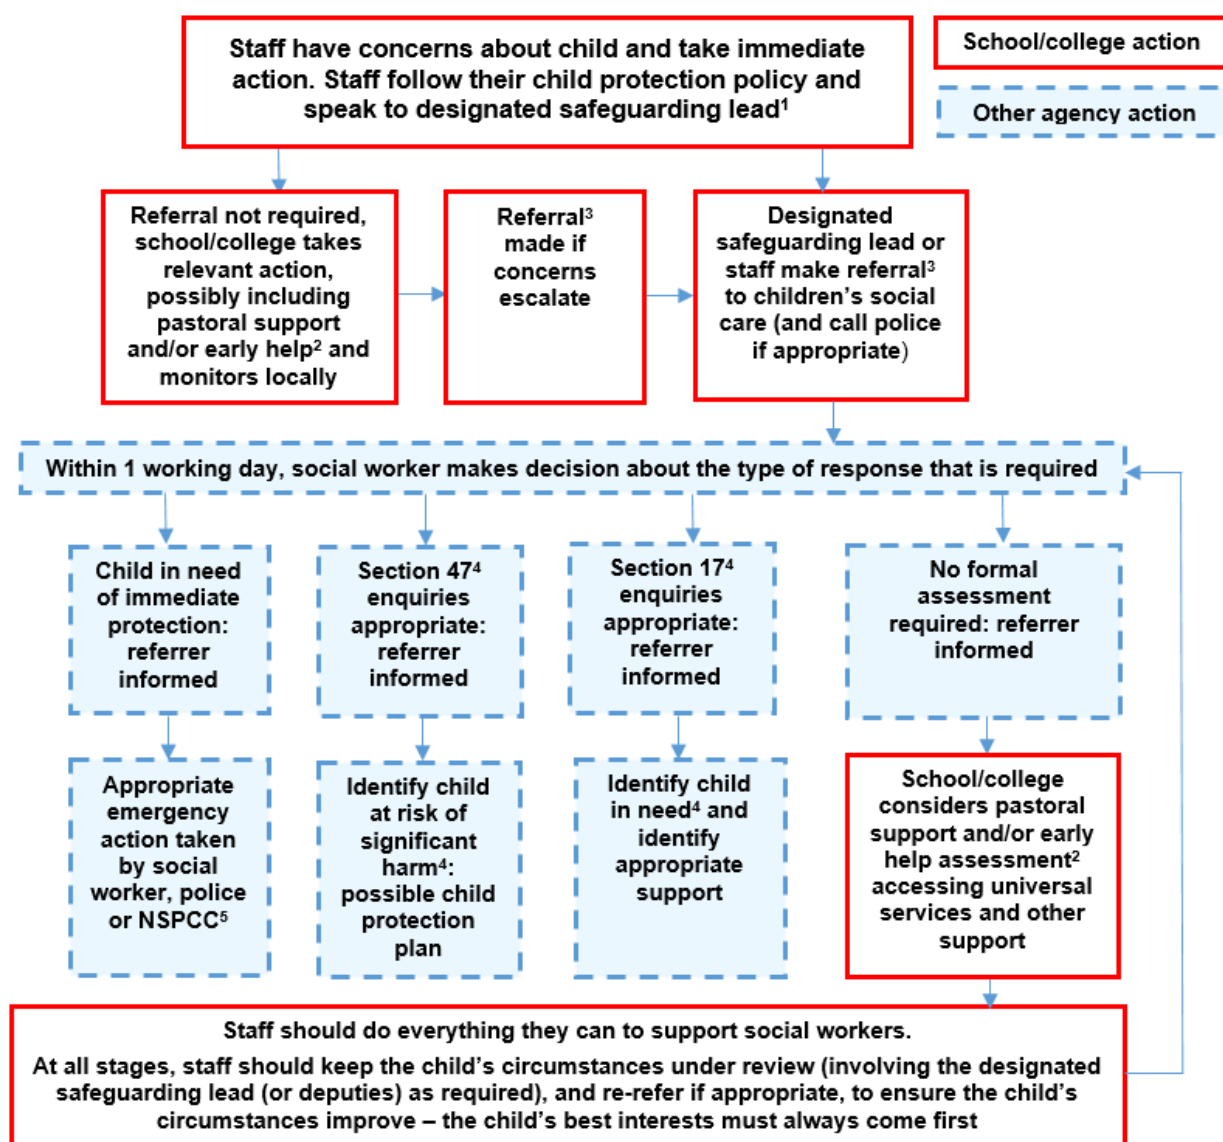 Staff have concerns about child and take immediate
action. Staff follow their child protection policy and
speak to designated safeguarding lead¹
School/college action
Other agency action
Referral not required,
school/college takes
relevant action,
possibly including
pastoral support
and/or early help² and
monitors locally
Referral³
made if
concerns
escalate
Designated
safeguarding lead or
staff make referral³
to children’s social
care (and call police
if appropriate)
Within 1 working day, social worker makes decision about the type of response that is required
Child in need
of immediate
protection:
referrer
informed
Section 47⁴
enquiries
appropriate:
referrer
informed
Section 17⁴
enquiries
appropriate:
referrer
informed
No formal
assessment
required: referrer
informed
Appropriate
emergency
action taken
by social
worker, police
or NSPCC⁵
Identify child
at risk of
significant
harm⁴:
possible child
protection
plan
Identify child
in need⁴ and
identify
appropriate
support
School/college
considers pastoral
support and/or early
help assessment²
accessing universal
services and other
support
Staff should do everything they can to support social workers.
At all stages, staff should keep the child’s circumstances under review (involving the designated
safeguarding lead (or deputies) as required), and re-refer if appropriate, to ensure the child’s
circumstances improve – the child’s best interests must always come first